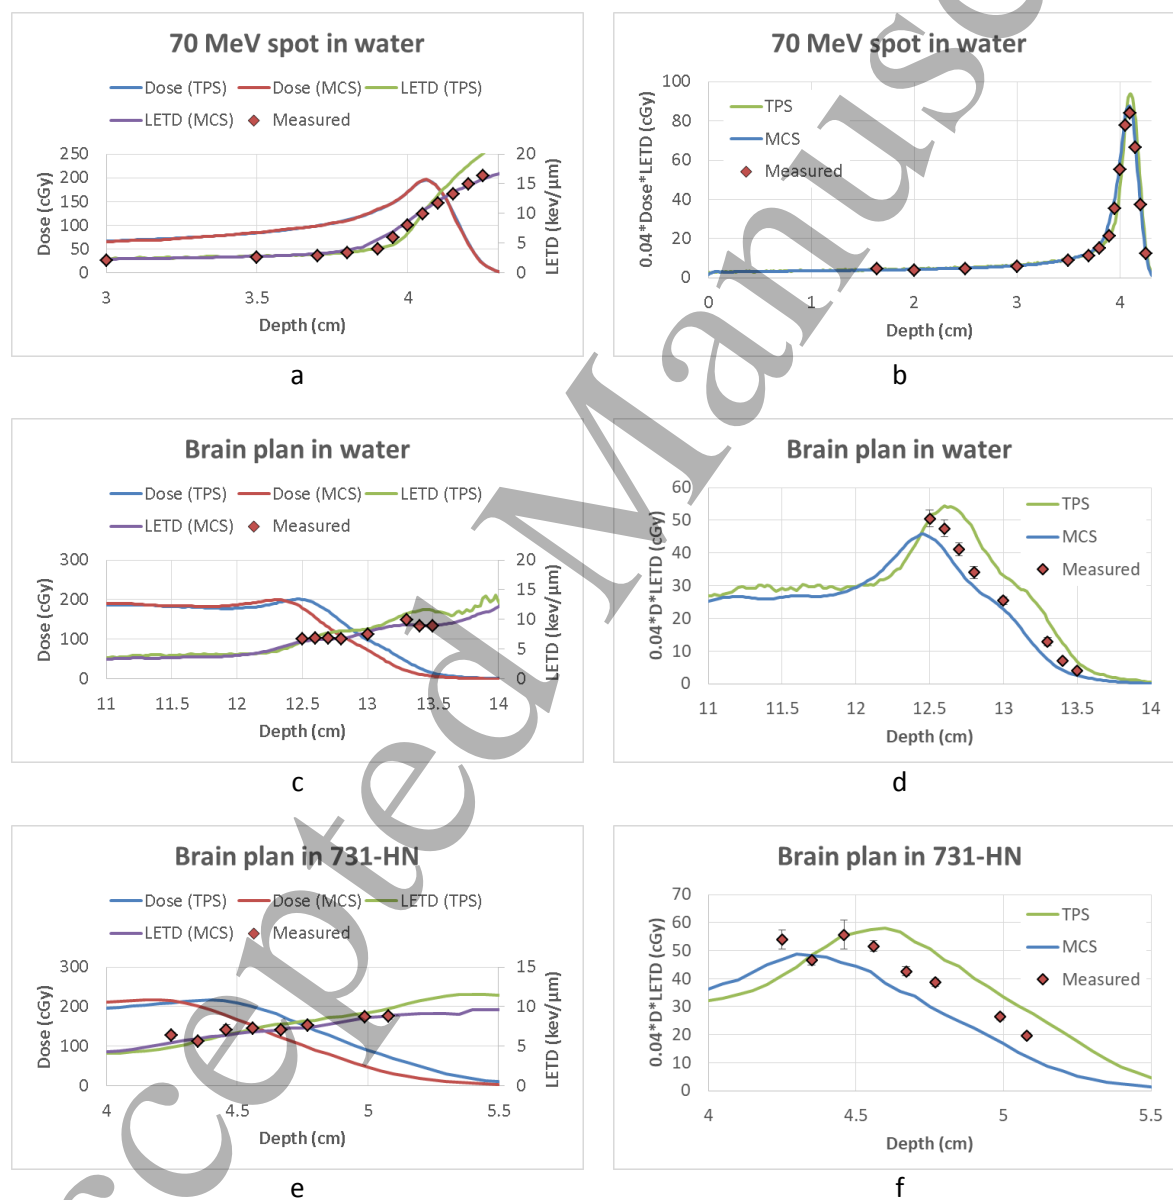 70 MeV spot in water
Dose (TPS) Dose (MCS) LETD (TPS)
LETD (MCS) Measured
Dose (cGy)
250
200
150
100
50
0
20
15
10
5
0
LETD (kev/μm)
3 3.5 4
Depth (cm)
a
70 MeV spot in water
TPS
MCS
Measured
0.04*Dose*LETD (cGy)
100
80
60
40
20
0
0 1 2 3 4
Depth (cm)
b
Brain plan in water
Dose (TPS) Dose (MCS) LETD (TPS)
LETD (MCS) Measured
Dose (cGy)
300
200
100
0
20
15
10
5
0
LETD (kev/μm)
11 11.5 12 12.5 13 13.5 14
Depth (cm)
c
Brain plan in water
TPS
MCS
Measured
0.04*D*LETD (cGy)
60
50
40
30
20
10
0
11 11.5 12 12.5 13 13.5 14
Depth (cm)
d
Brain plan in 731-HN
Dose (TPS) Dose (MCS) LETD (TPS)
LETD (MCS) Measured
Dose (cGy)
300
200
100
0
15
10
5
0
LETD (kev/μm)
4 4.5 5 5.5
Depth (cm)
e
Brain plan in 731-HN
TPS
MCS
Measured
0.04*D*LETD (cGy)
70
60
50
40
30
20
10
0
4 4.5 5 5.5
Depth (cm)
f
ccepted Manusc